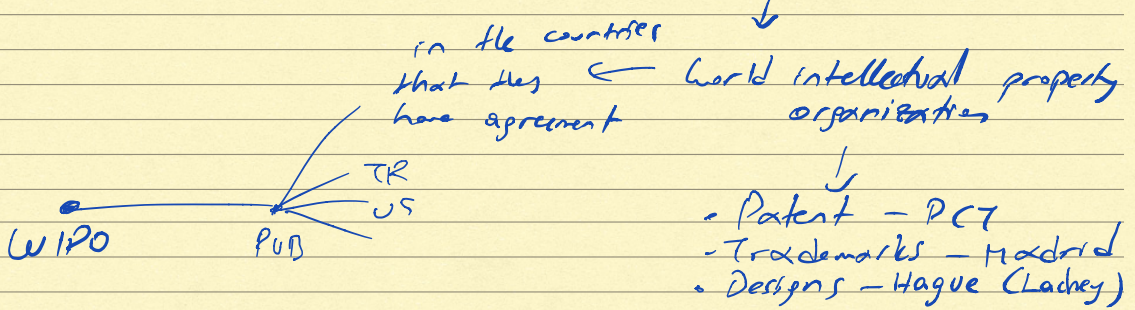 in the countries
that they
have agreement
World intellectual property
organization
TR
US
WIPO
PUB
• Patent – PCT
• Trademarks – Madrid
• Designs – Hague (Lachey)